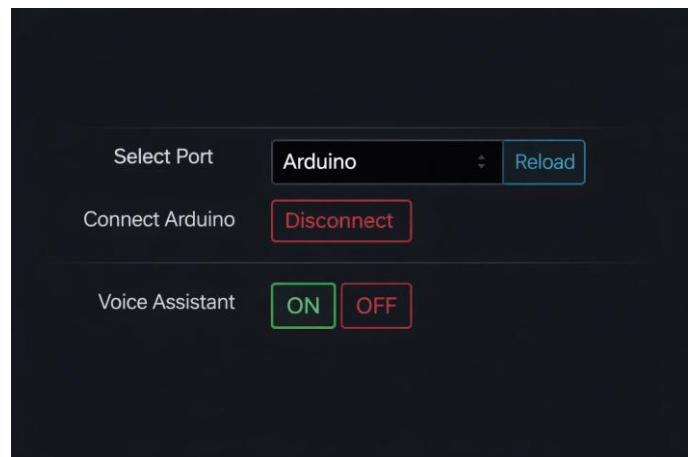 Select Port Arduino Reload
Connect Arduino Disconnect
Voice Assistant ON OFF